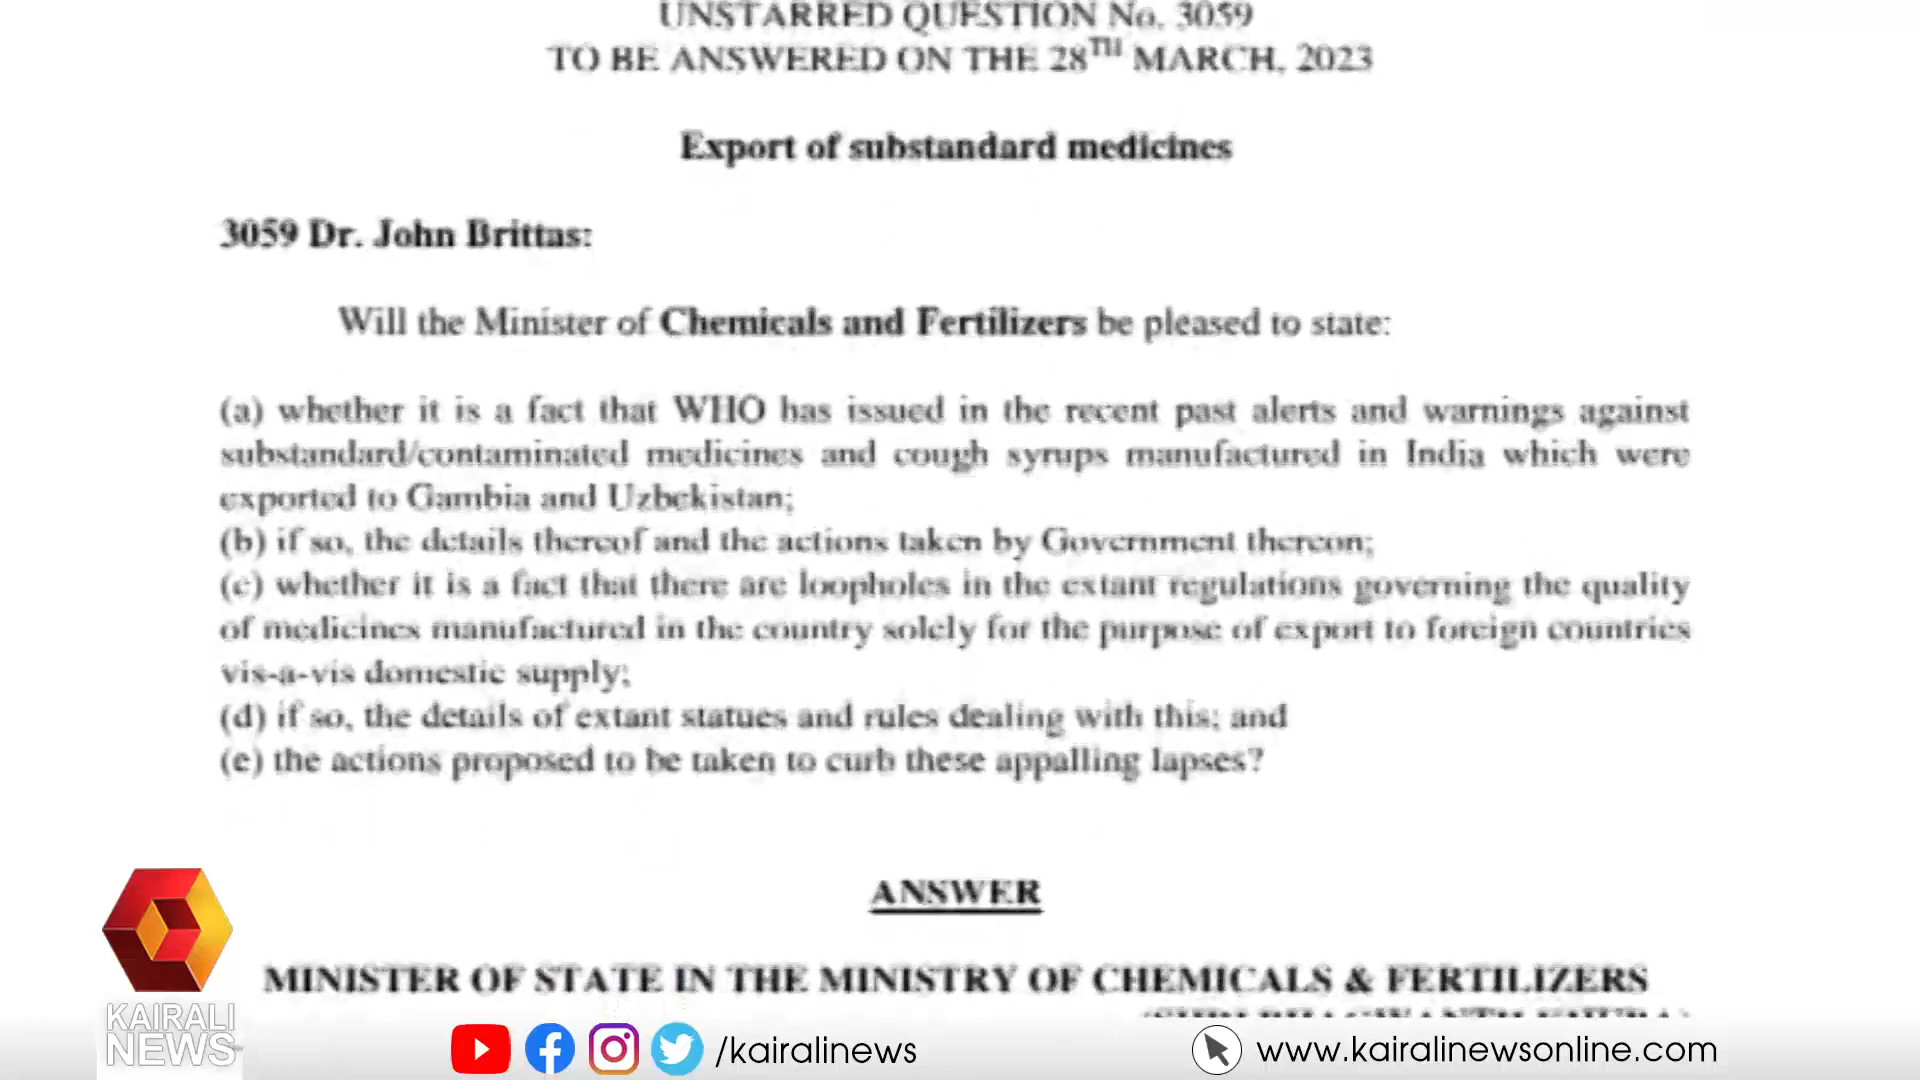 UNSTARRED QUESTION No. 3059
TO BE ANSWERED ON THE 28TH MARCH, 2023
Export of substandard medicines
3059 Dr. John Brittas:
Will the Minister of Chemicals and Fertilizers be pleased to state:
(a) whether it is a fact that WHO has issued in the recent past alerts and warnings against
substandard/contaminated medicines and cough syrups manufactured in India which were
exported to Gambia and Uzbekistan;
(b) if so, the details thereof and the actions taken by Government thereon;
(c) whether it is a fact that there are loopholes in the extant regulations governing the quality
of medicines manufactured in the country solely for the purpose of export to foreign countries
vis-a-vis domestic supply;
(d) if so, the details of extant statues and rules dealing with this; and
(e) the actions proposed to be taken to curb these appalling lapses?
ANSWER
MINISTER OF STATE IN THE MINISTRY OF CHEMICALS & FERTILIZERS
KAIRALI
NEWS
/kairalinews
www.kairalinewsonline.com